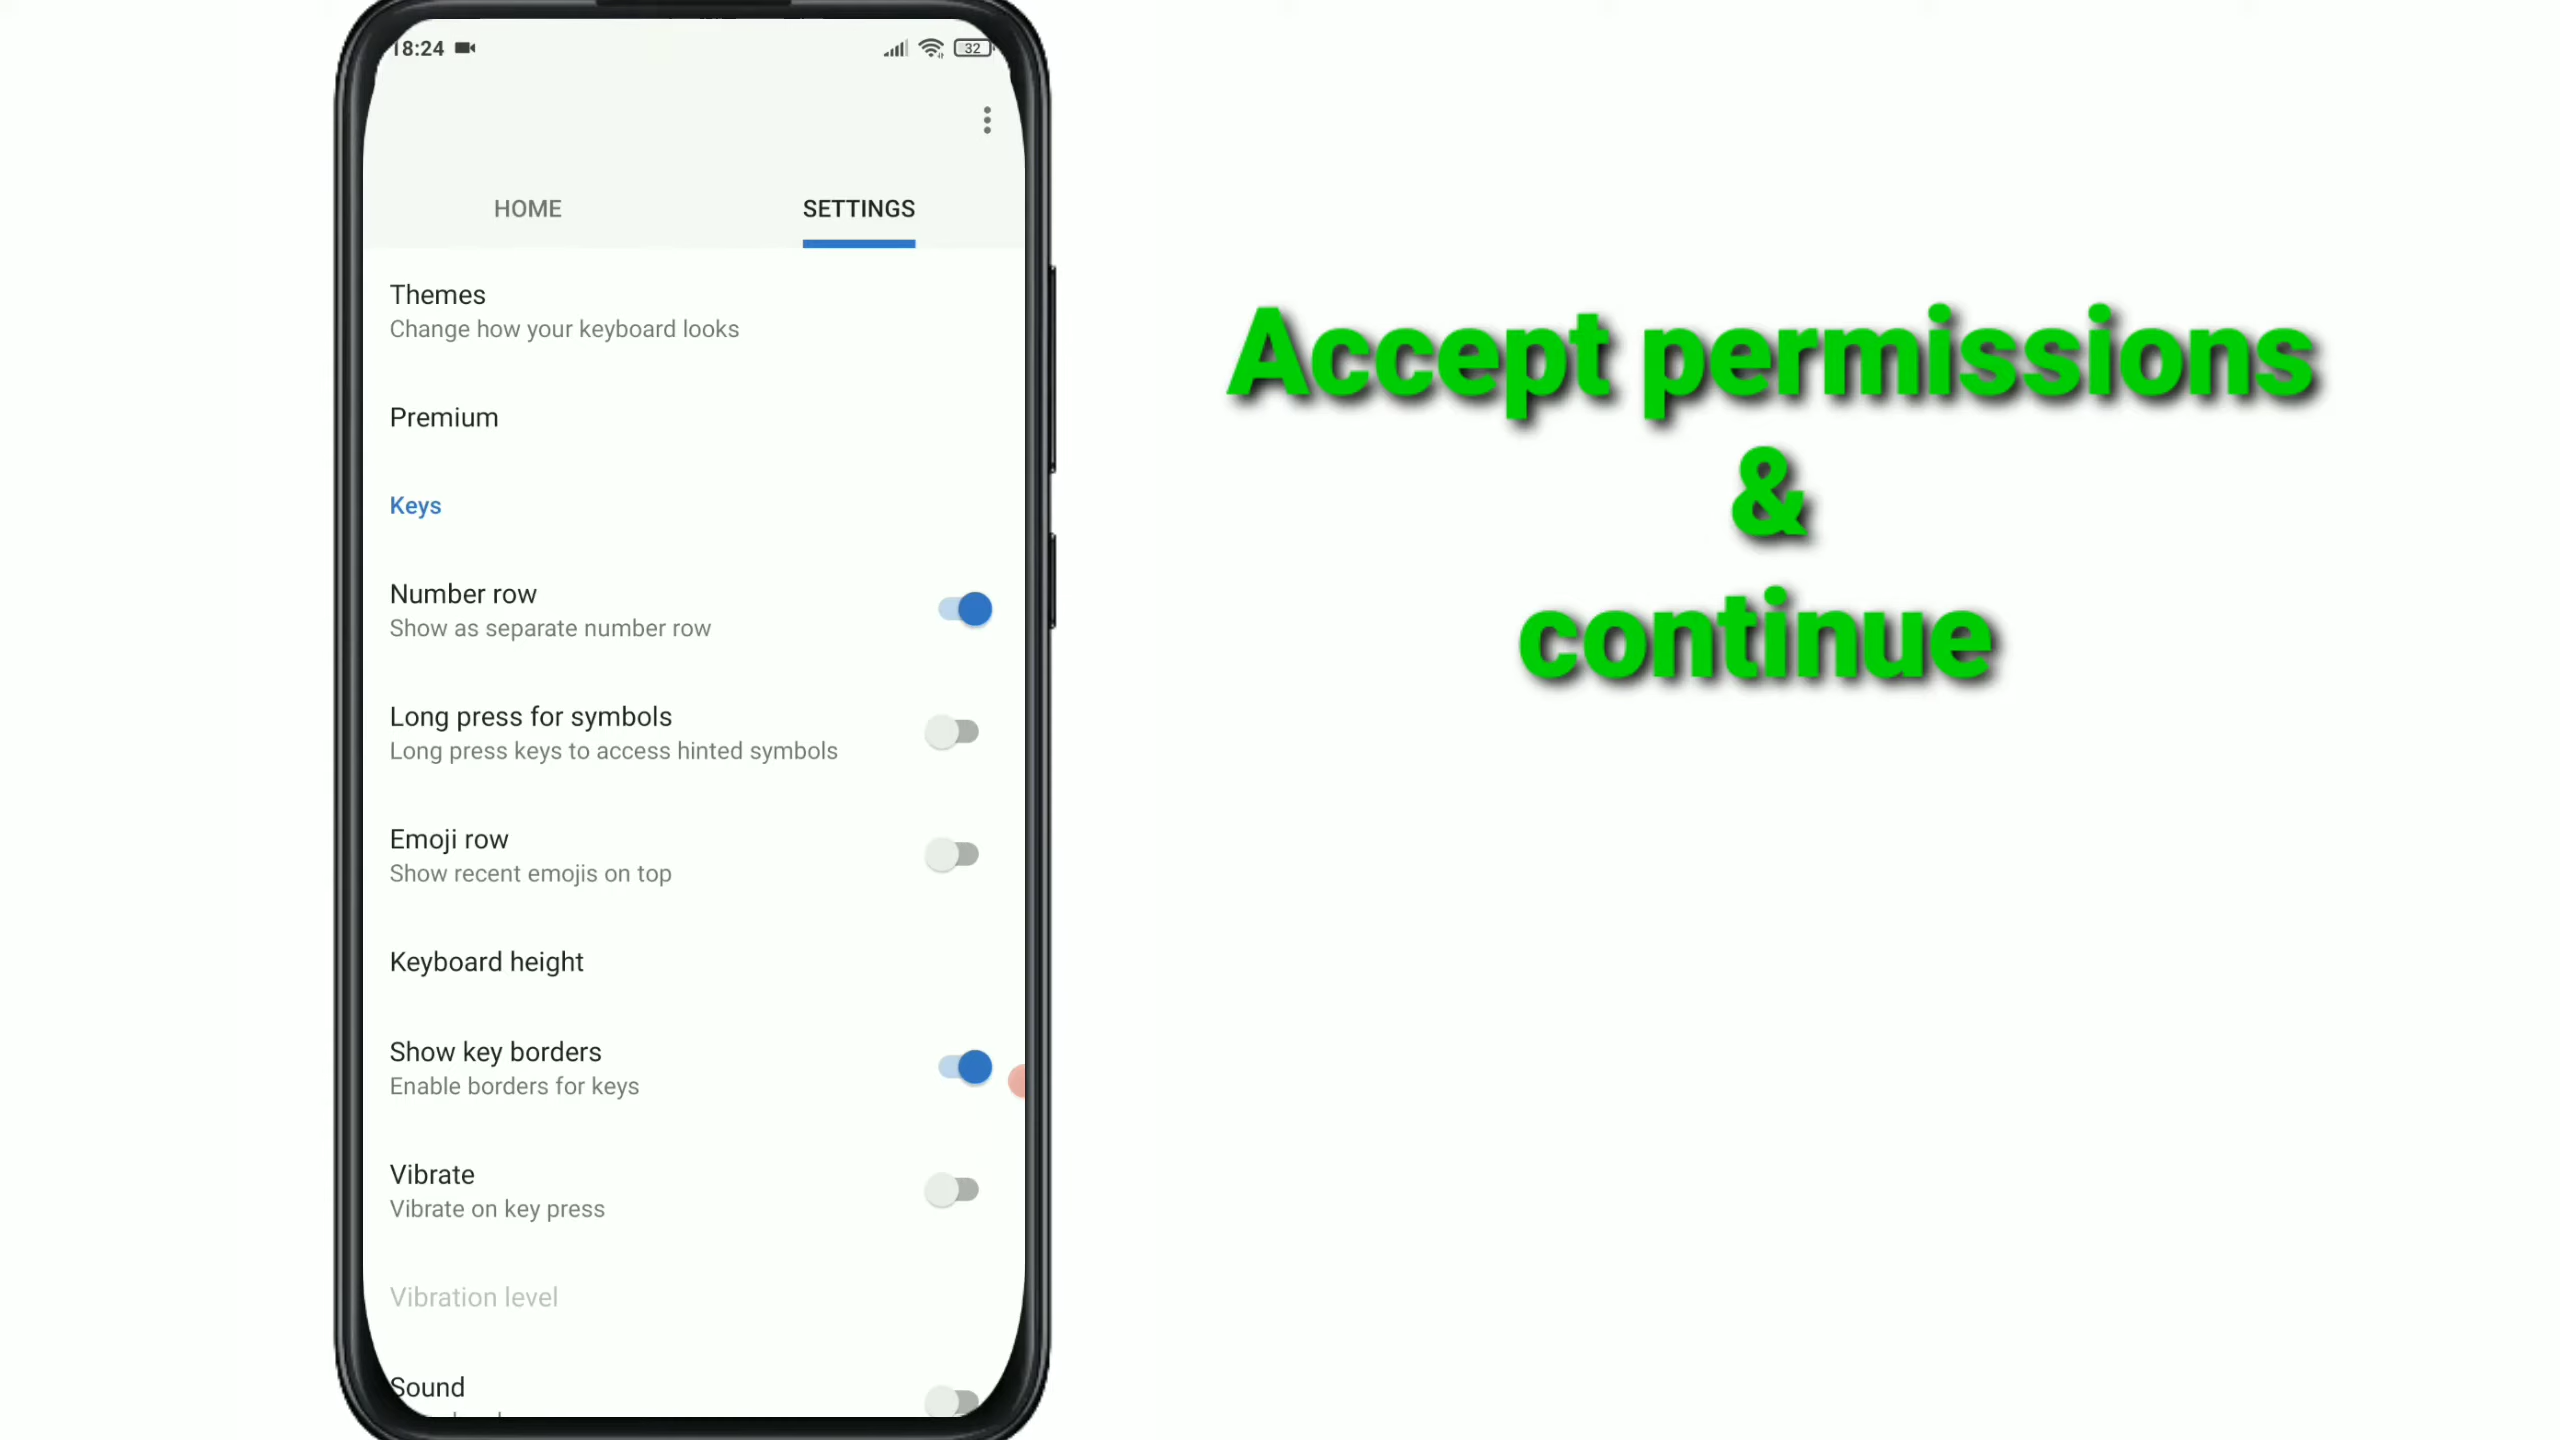 18:24
32
HOME
SETTINGS
Themes
Change how your keyboard looks
Premium
Keys
Number row
Show as separate number row
Long press for symbols
Long press keys to access hinted symbols
Emoji row
Show recent emojis on top
Keyboard height
Show key borders
Enable borders for keys
Vibrate
Vibrate on key press
Vibration level
Sound
Accept permissions
&
continue